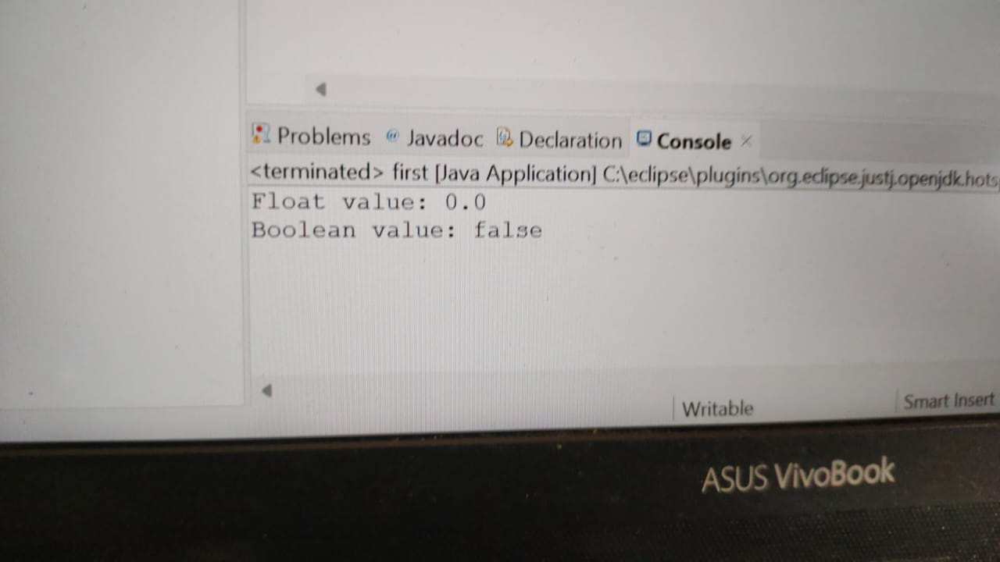 Problems @ Javadoc Declaration Console
<terminated> first [Java Application] C:\eclipse\plugins\org.eclipse.justj.openjdk.hots
Float value: 0.0
Boolean value: false
Writable Smart Insert
ASUS VivoBook